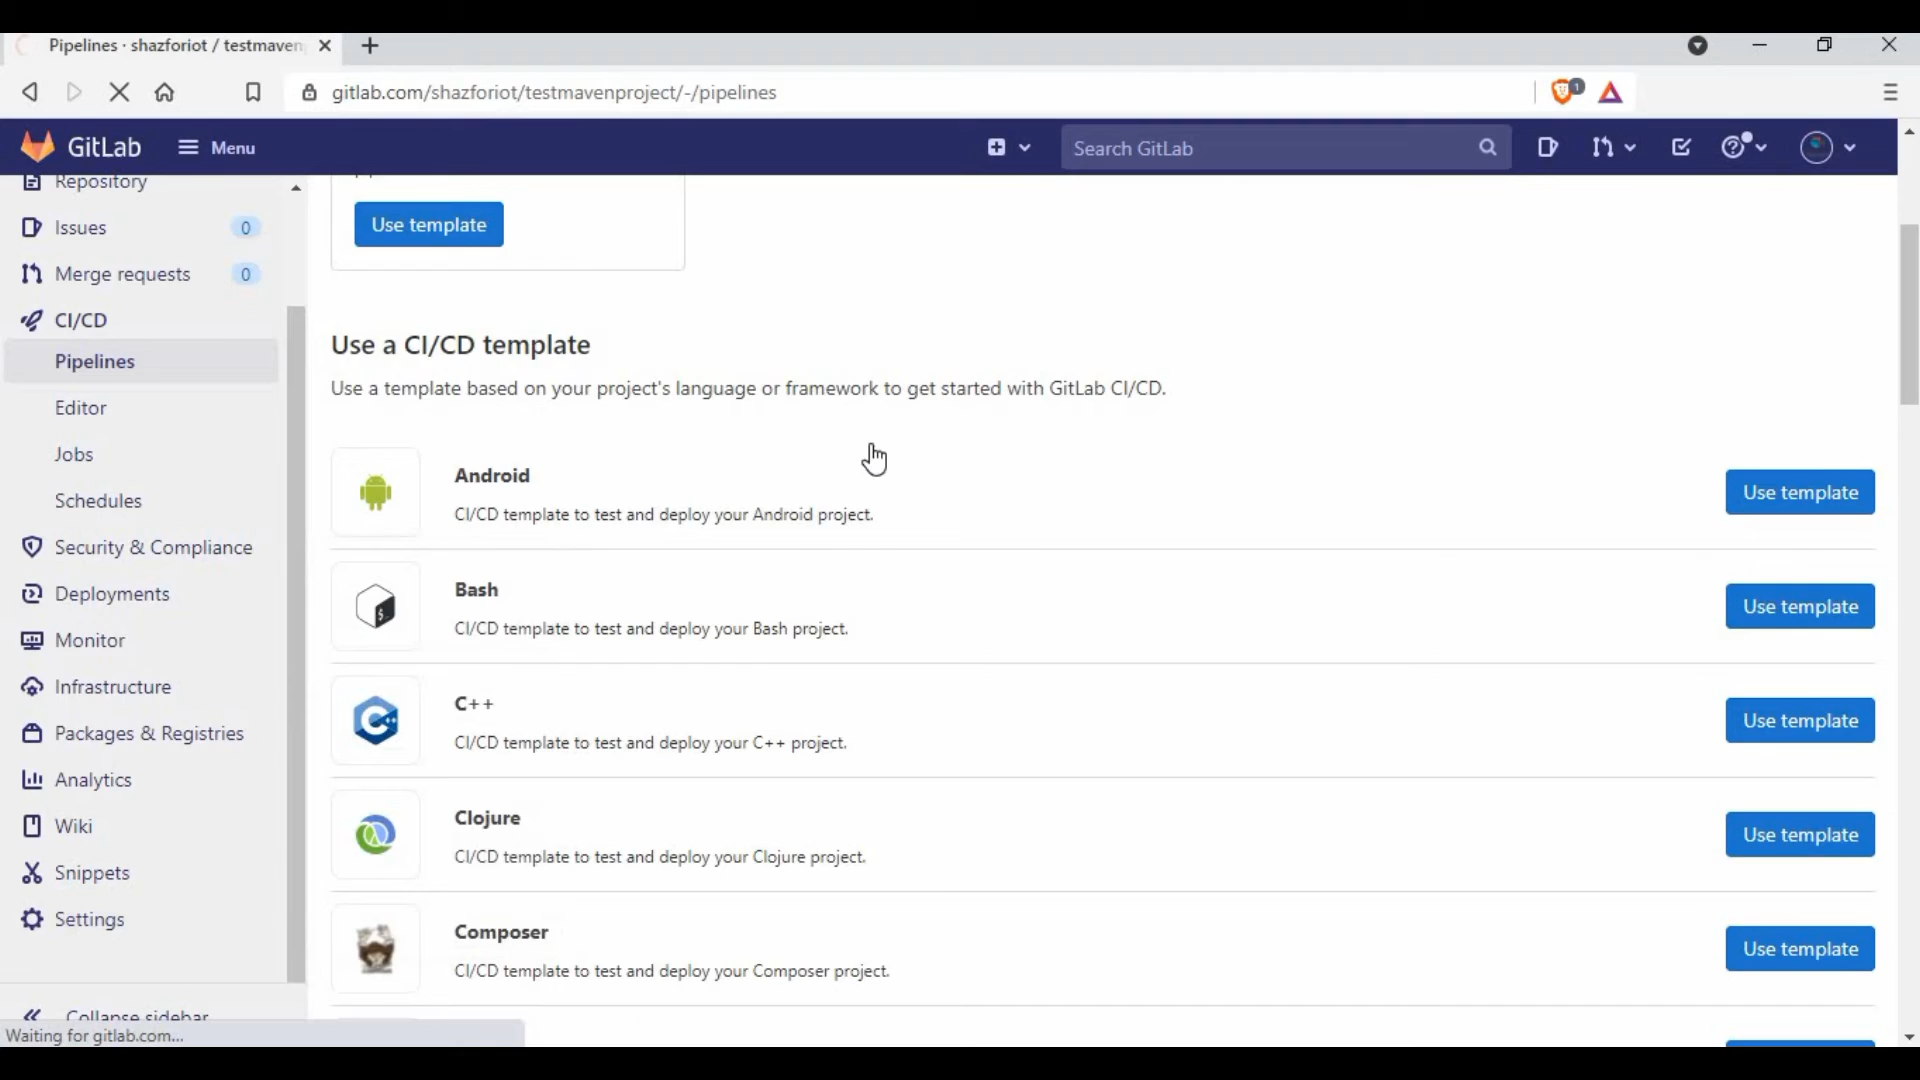 Pipelines · shazforiot / testmaven
gitlab.com/shazforiot/testmavenproject/-/pipelines
1
GitLab
Menu
Search GitLab
Repository
Issues 0
Merge requests 0
CI/CD
Pipelines
Editor
Jobs
Schedules
Security & Compliance
Deployments
Monitor
Infrastructure
Packages & Registries
Analytics
Wiki
Snippets
Settings
Collapse sidebar
Waiting for gitlab.com...
Use template
Use a CI/CD template
Use a template based on your project's language or framework to get started with GitLab CI/CD.
Android
CI/CD template to test and deploy your Android project.
Use template
Bash
CI/CD template to test and deploy your Bash project.
Use template
C++
CI/CD template to test and deploy your C++ project.
Use template
Clojure
CI/CD template to test and deploy your Clojure project.
Use template
Composer
CI/CD template to test and deploy your Composer project.
Use template